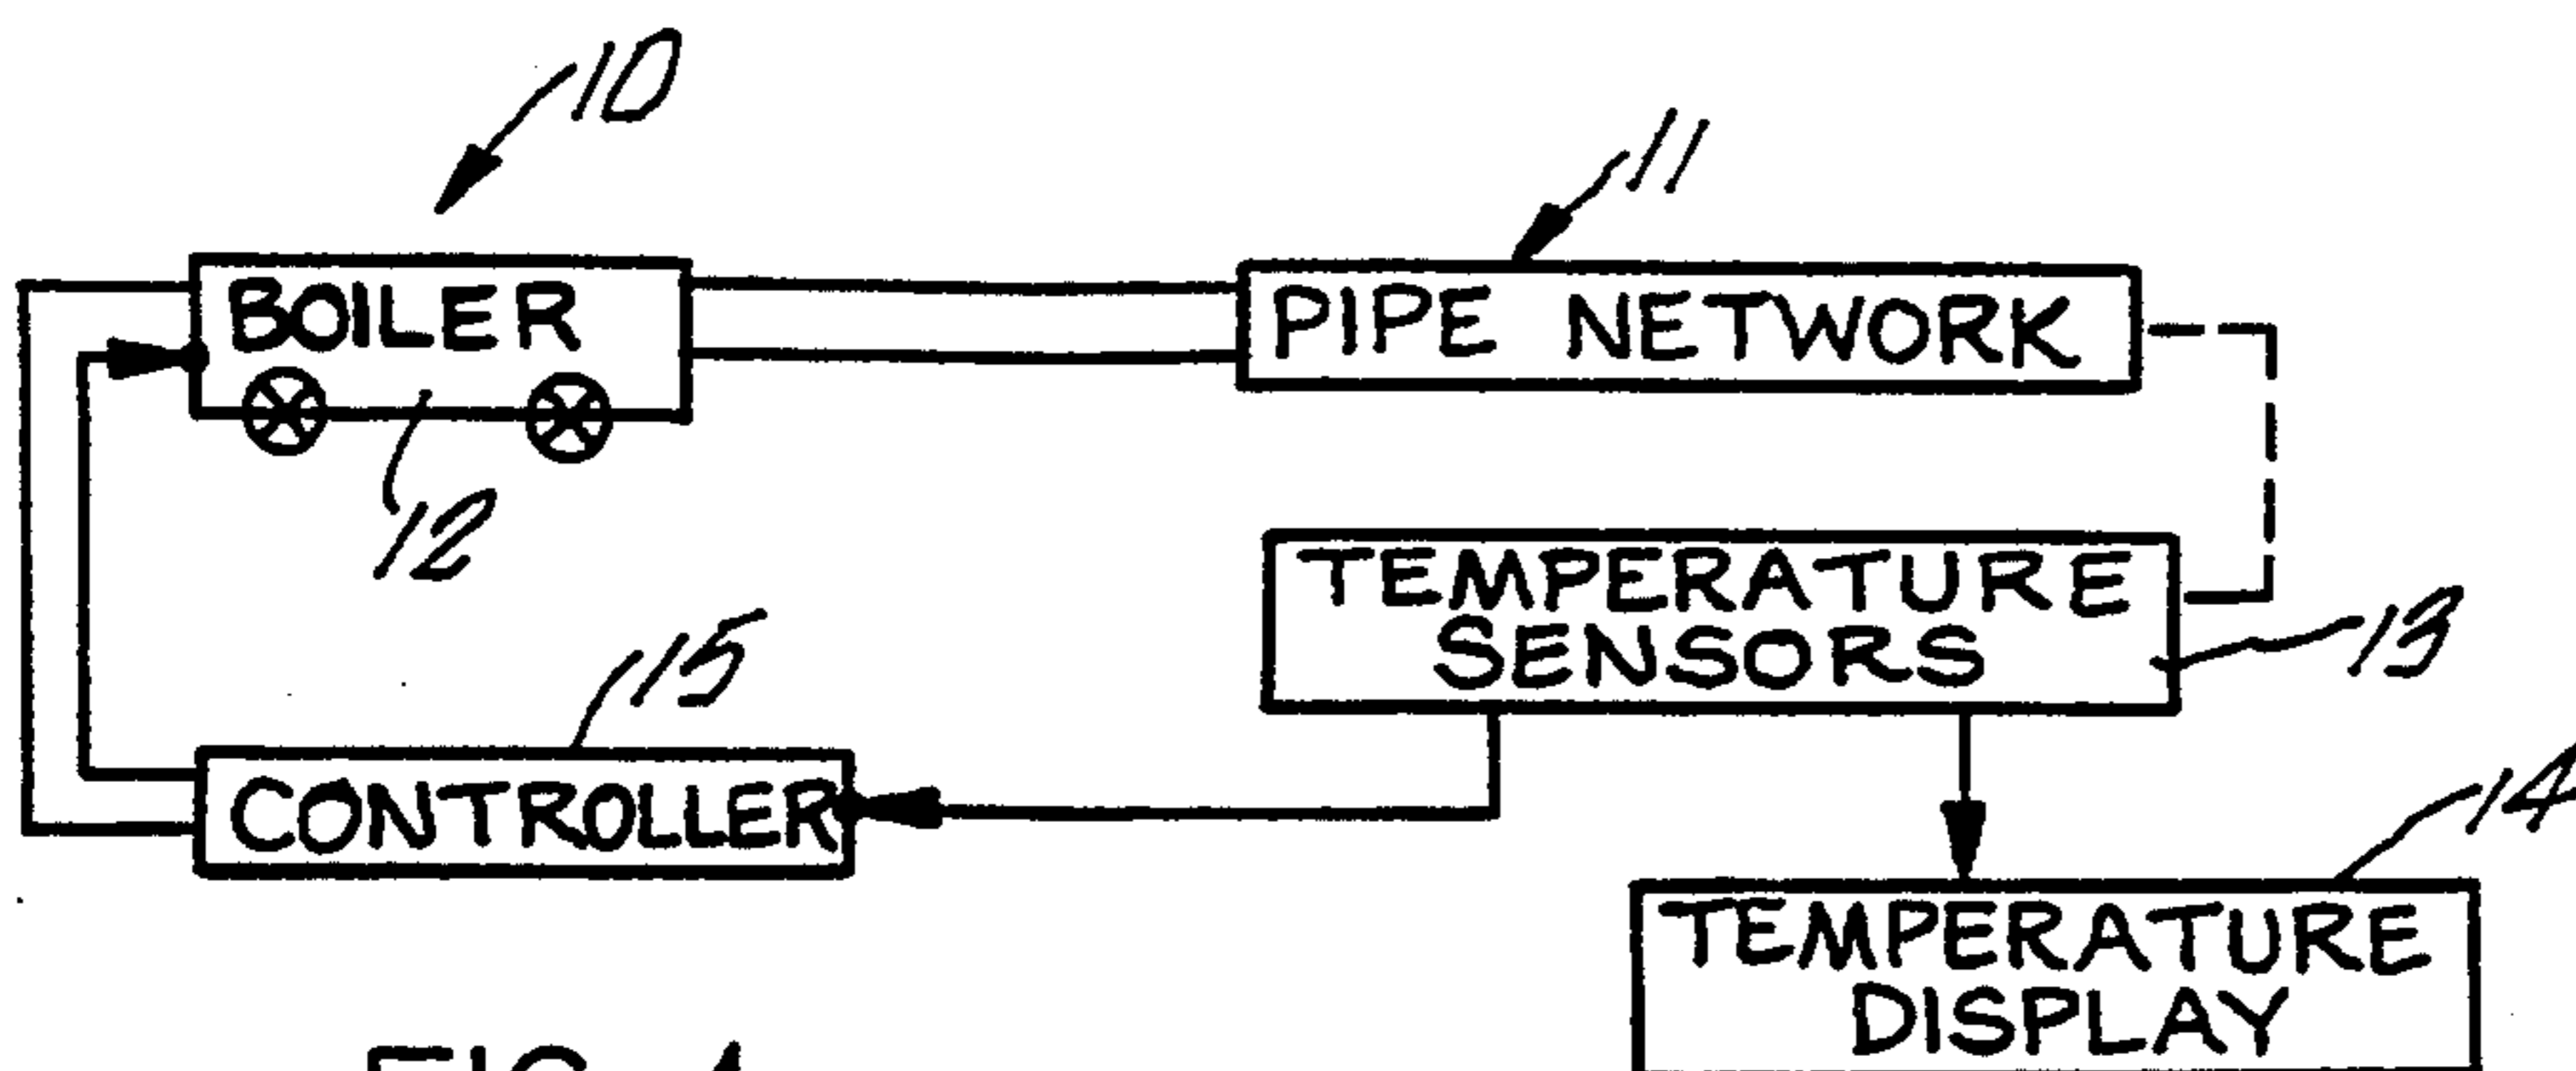 10
11
BOILER
PIPE NETWORK
12
TEMPERATURE
SENSORS
13
15
CONTROLLER
14
TEMPERATURE
DISPLAY